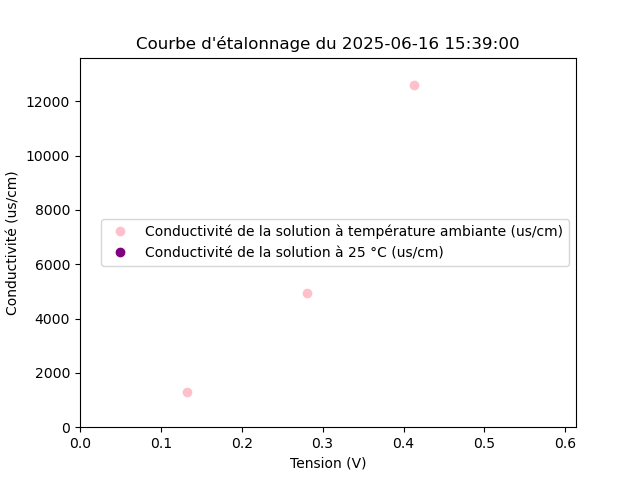 Courbe d'étalonnage du 2025-06-16 15:39:00
Conductivité (us/cm)
12000
10000
8000
6000
4000
2000
0
Conductivité de la solution à température ambiante (us/cm)
Conductivité de la solution à 25 °C (us/cm)
0.0 0.1 0.2 0.3 0.4 0.5 0.6
Tension (V)